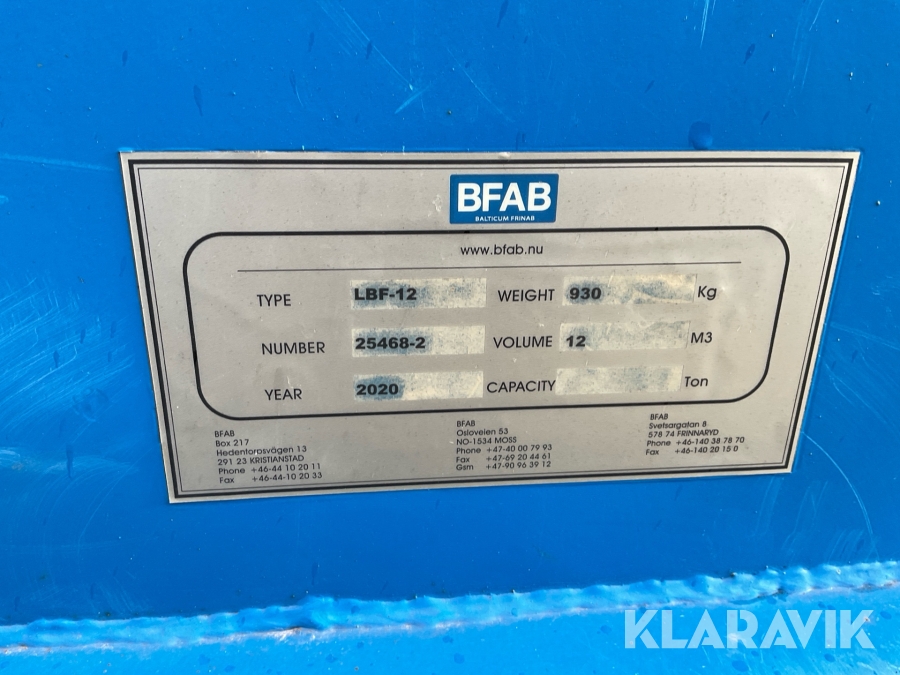 BFAB
BALTICUM FRINAB
www.bfab.nu
TYPE LBF-12 WEIGHT 930 Kg
NUMBER 25468-2 VOLUME 12 M3
YEAR 2020 CAPACITY Ton
BFAB
Box 217
Hedentorpsvägen 13
291 23 KRISTIANSTAD
Phone +46-44 10 20 11
Fax +46-44-10 20 33
BFAB
Osloveien 53
NO-1534 MOSS
Phone +47-40 00 79 93
Fax +47-69 20 44 61
Gsm +47-90 96 39 12
BFAB
578 74 FRINNARYD
Phone +46-140 38 78 70
Fax +46-140 20 15 0
KLARAVIK